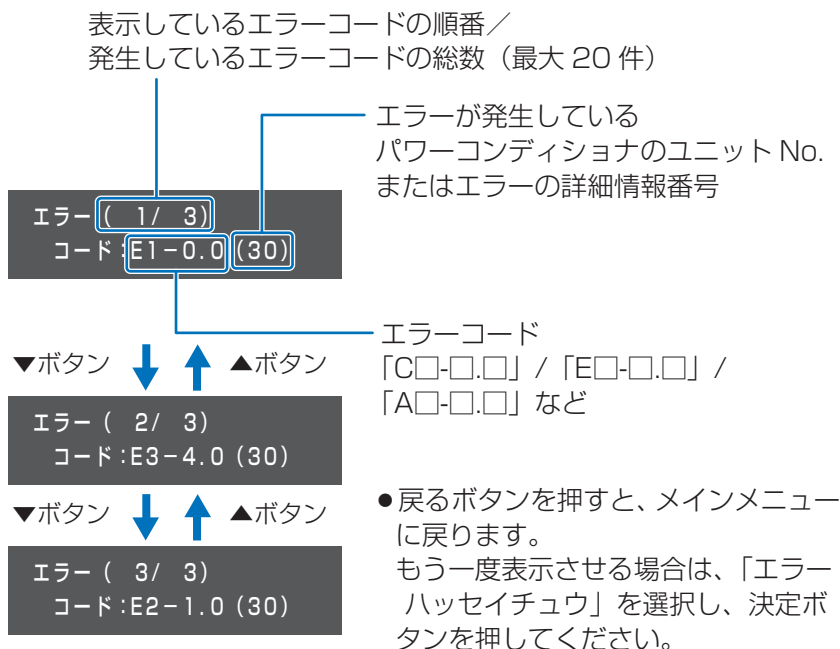 表示しているエラーコードの順番／
発生しているエラーコードの総数（最大 20 件）
エラーが発生している
パワーコンディショナのユニット No.
またはエラーの詳細情報番号
エラー (　1/　3)
コード：E1−0.0 (30)
エラーコード
「C□-□.□」/「E□-□.□」/
「A□-□.□」など
▼ボタン　▲ボタン
エラー (　2/　3)
コード：E3−4.0 (30)
▼ボタン　▲ボタン
エラー (　3/　3)
コード：E2−1.0 (30)
●戻るボタンを押すと、メインメニュー
に戻ります。
もう一度表示させる場合は、「エラー
ハッセイチュウ」を選択し、決定ボ
タンを押してください。